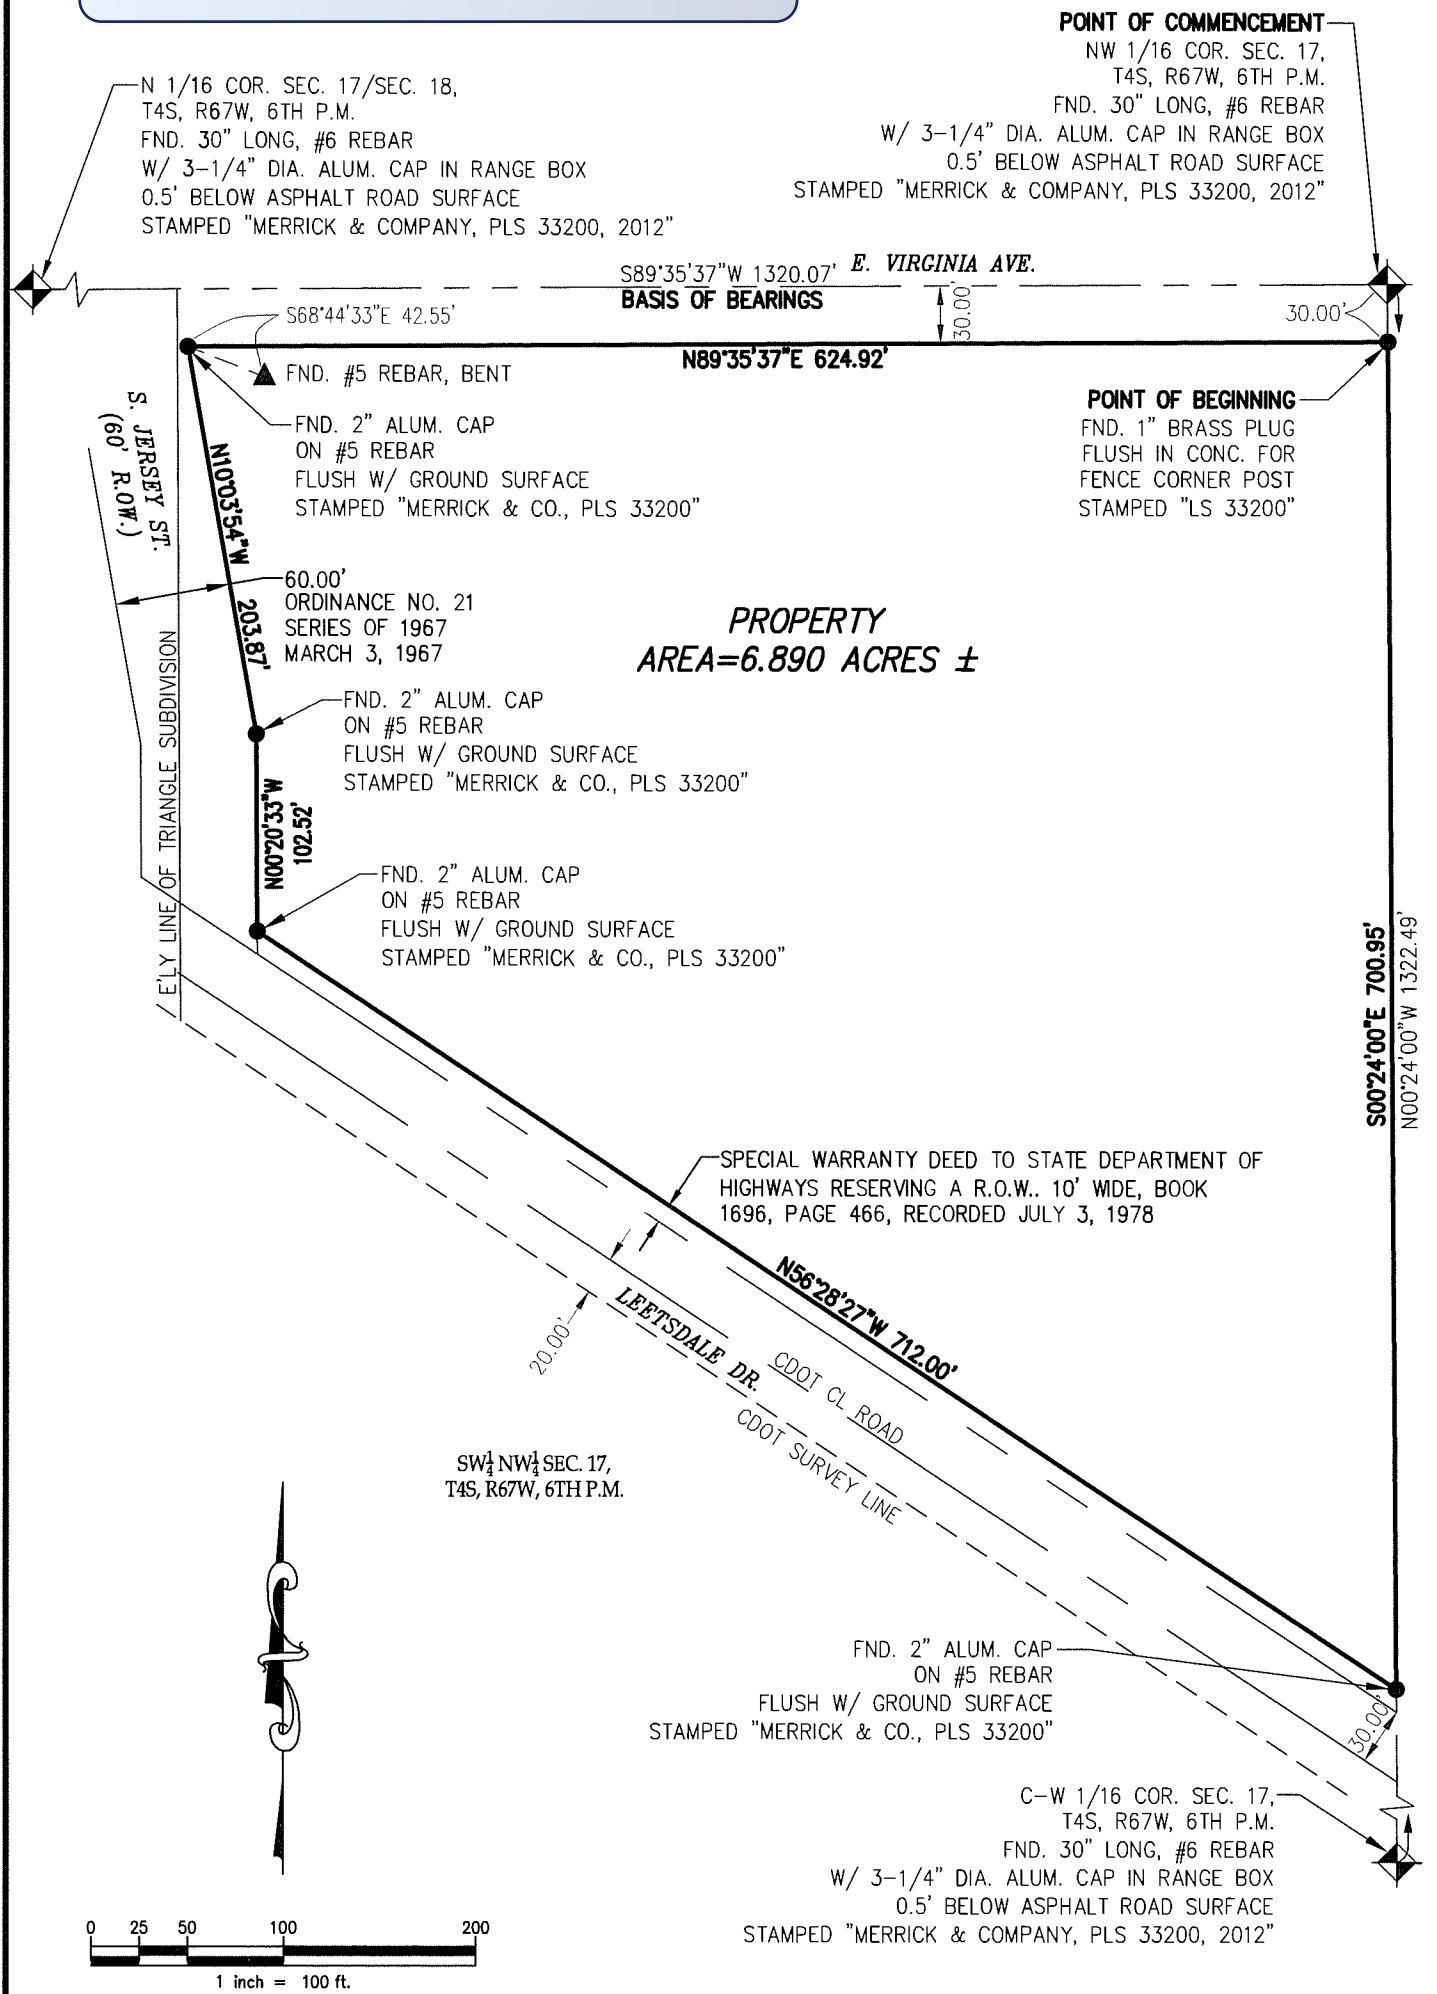 POINT OF COMMENCEMENT
NW 1/16 COR. SEC. 17,
T4S, R67W, 6TH P.M.
FND. 30" LONG, #6 REBAR
W/ 3-1/4" DIA. ALUM. CAP IN RANGE BOX
0.5' BELOW ASPHALT ROAD SURFACE
STAMPED "MERRICK & COMPANY, PLS 33200, 2012"
N 1/16 COR. SEC. 17/SEC. 18,
T4S, R67W, 6TH P.M.
FND. 30" LONG, #6 REBAR
W/ 3-1/4" DIA. ALUM. CAP IN RANGE BOX
0.5' BELOW ASPHALT ROAD SURFACE
STAMPED "MERRICK & COMPANY, PLS 33200, 2012"
S89°35'37"W 1320.07'
E. VIRGINIA AVE.
BASIS OF BEARINGS
30.00'
30.00'
S68°44'33"E 42.55'
N89°35'37"E 624.92'
FND. #5 REBAR, BENT
POINT OF BEGINNING
FND. 1" BRASS PLUG
FLUSH IN CONC. FOR
FENCE CORNER POST
STAMPED "LS 33200"
FND. 2" ALUM. CAP
ON #5 REBAR
FLUSH W/ GROUND SURFACE
STAMPED "MERRICK & CO., PLS 33200"
S. JERSEY ST.
(60' R.O.W.)
N10°03'54"W 203.87'
60.00'
ORDINANCE NO. 21
SERIES OF 1967
MARCH 3, 1967
PROPERTY
AREA=6.890 ACRES ±
E'LY LINE OF TRIANGLE SUBDIVISION
FND. 2" ALUM. CAP
ON #5 REBAR
FLUSH W/ GROUND SURFACE
STAMPED "MERRICK & CO., PLS 33200"
N00°20'33"W
102.52'
FND. 2" ALUM. CAP
ON #5 REBAR
FLUSH W/ GROUND SURFACE
STAMPED "MERRICK & CO., PLS 33200"
S00°24'00"E 700.95'
N00°24'00"W 1322.49'
SPECIAL WARRANTY DEED TO STATE DEPARTMENT OF
HIGHWAYS RESERVING A R.O.W.. 10' WIDE, BOOK
1696, PAGE 466, RECORDED JULY 3, 1978
N56°28'27"W 712.00'
LEETSDALE DR.
20.00'
CDOT CL ROAD
CDOT SURVEY LINE
SW¼ NW¼ SEC. 17,
T4S, R67W, 6TH P.M.
FND. 2" ALUM. CAP
ON #5 REBAR
FLUSH W/ GROUND SURFACE
STAMPED "MERRICK & CO., PLS 33200"
30.00'
C-W 1/16 COR. SEC. 17,
T4S, R67W, 6TH P.M.
FND. 30" LONG, #6 REBAR
W/ 3-1/4" DIA. ALUM. CAP IN RANGE BOX
0.5' BELOW ASPHALT ROAD SURFACE
STAMPED "MERRICK & COMPANY, PLS 33200, 2012"
0 25 50 100 200
1 inch = 100 ft.